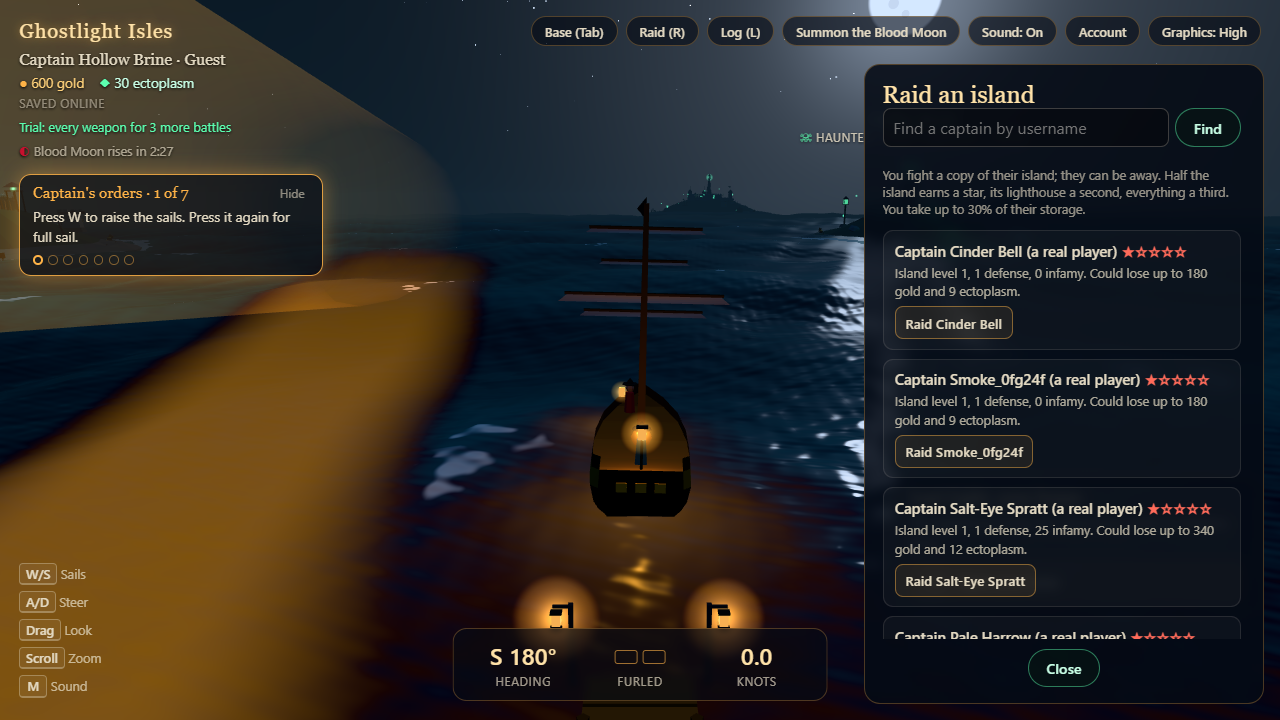 Ghostlight Isles
Captain Hollow Brine · Guest
600 gold 30 ectoplasm
SAVED ONLINE
Trial: every weapon for 3 more battles
Blood Moon rises in 2:27
Captain's orders · 1 of 7 Hide
Press W to raise the sails. Press it again for
full sail.
Base (Tab) Raid (R) Log (L) Summon the Blood Moon Sound: On Account Graphics: High
HAUNTE
Raid an island
Find a captain by username Find
You fight a copy of their island; they can be away. Half the
island earns a star, its lighthouse a second, everything a third.
You take up to 30% of their storage.
Captain Cinder Bell (a real player) ★☆☆☆☆
Island level 1, 1 defense, 0 infamy. Could lose up to 180
gold and 9 ectoplasm.
Raid Cinder Bell
Captain Smoke_0fg24f (a real player) ★☆☆☆☆
Island level 1, 1 defense, 0 infamy. Could lose up to 180
gold and 9 ectoplasm.
Raid Smoke_0fg24f
Captain Salt-Eye Spratt (a real player) ★☆☆☆☆
Island level 1, 1 defense, 25 infamy. Could lose up to 340
gold and 12 ectoplasm.
Raid Salt-Eye Spratt
Captain Pale Harrow (a real player) ★☆☆☆☆
Close
W/S Sails
A/D Steer
Drag Look
Scroll Zoom
M Sound
S 180° 0.0
HEADING FURLED KNOTS